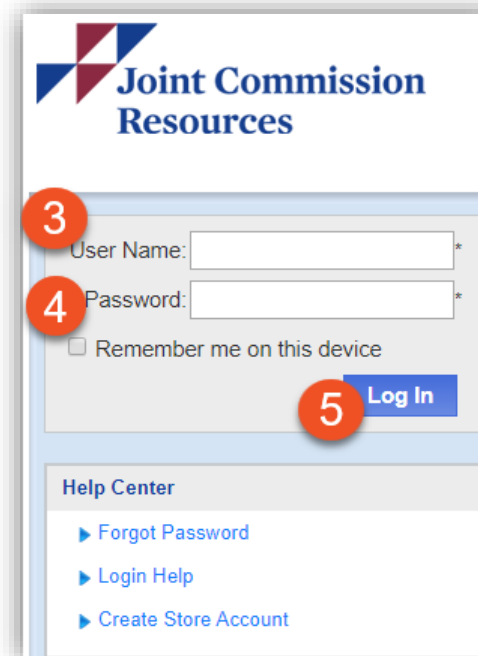 Joint Commission
Resources
3
User Name: *
4
Password: *
Remember me on this device
5
Log In
Help Center
Forgot Password
Login Help
Create Store Account